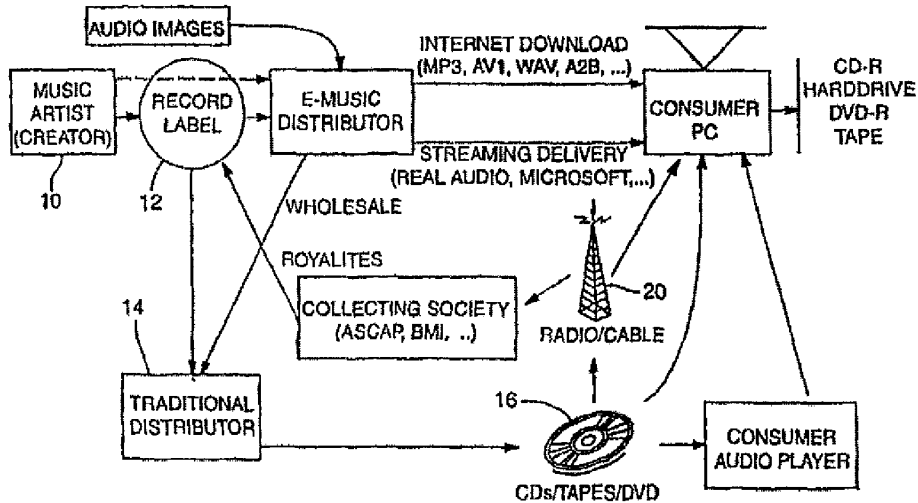 AUDIO IMAGES
MUSIC
ARTIST
(CREATOR)
10
RECORD
LABEL
12
E-MUSIC
DISTRIBUTOR
INTERNET DOWNLOAD
(MP3, AV1, WAV, A2B, ...)
STREAMING DELIVERY
(REAL AUDIO, MICROSOFT,...)
CONSUMER
PC
CD-R
HARDDRIVE
DVD-R
TAPE
WHOLESALE
ROYALITES
COLLECTING SOCIETY
(ASCAP, BMI, ..)
20
RADIO/CABLE
14
TRADITIONAL
DISTRIBUTOR
16
CDs/TAPES/DVD
CONSUMER
AUDIO PLAYER